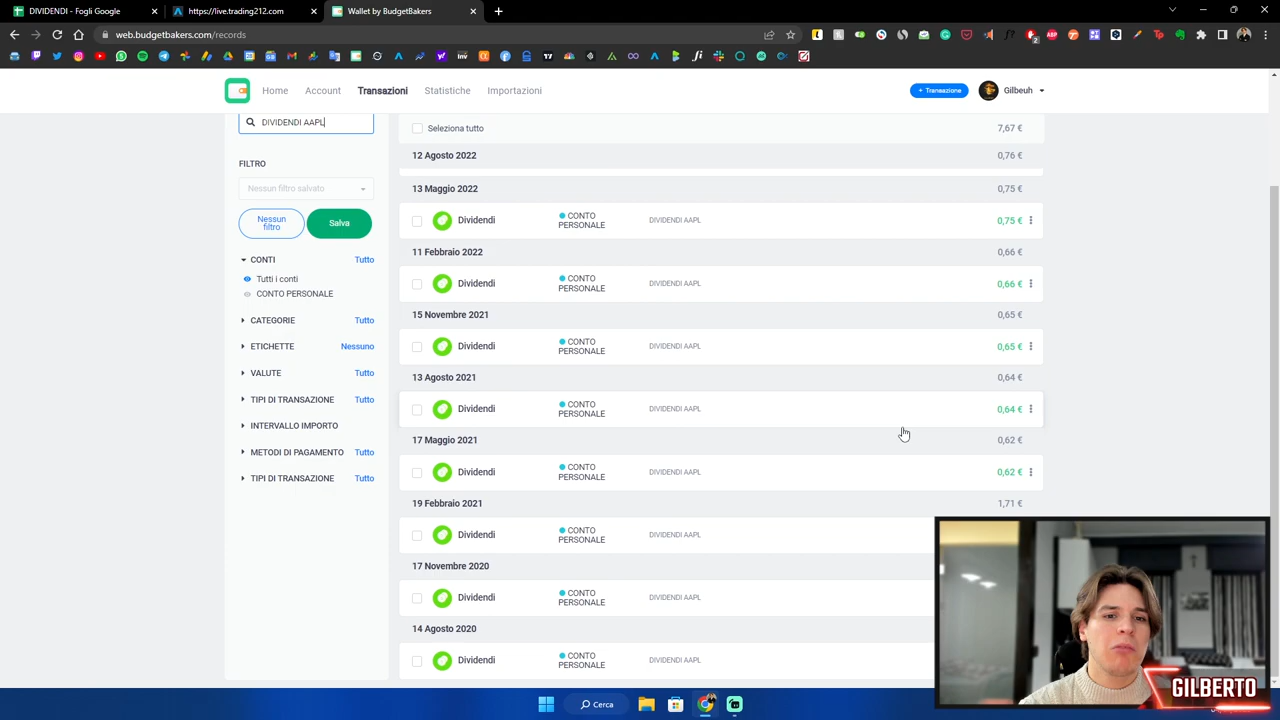 DIVIDENDI - Fogli Google
https://live.trading212.com
Wallet by BudgetBakers
web.budgetbakers.com/records
Home
Account
Transazioni
Statistiche
Importazioni
+ Transazione
Gilbeuh
DIVIDENDI AAPL
FILTRO
Nessun filtro salvato
Nessun
filtro
Salva
CONTI Tutto
Tutti i conti
CONTO PERSONALE
CATEGORIE Tutto
ETICHETTE Nessuno
VALUTE Tutto
TIPI DI TRANSAZIONE Tutto
INTERVALLO IMPORTO
METODI DI PAGAMENTO Tutto
TIPI DI TRANSAZIONE Tutto
Seleziona tutto 7,67 €
12 Agosto 2022 0,76 €
13 Maggio 2022 0,75 €
Dividendi CONTO PERSONALE DIVIDENDI AAPL 0,75 €
11 Febbraio 2022 0,66 €
Dividendi CONTO PERSONALE DIVIDENDI AAPL 0,66 €
15 Novembre 2021 0,65 €
Dividendi CONTO PERSONALE DIVIDENDI AAPL 0,65 €
13 Agosto 2021 0,64 €
Dividendi CONTO PERSONALE DIVIDENDI AAPL 0,64 €
17 Maggio 2021 0,62 €
Dividendi CONTO PERSONALE DIVIDENDI AAPL 0,62 €
19 Febbraio 2021 1,71 €
Dividendi CONTO PERSONALE DIVIDENDI AAPL
17 Novembre 2020
Dividendi CONTO PERSONALE DIVIDENDI AAPL
14 Agosto 2020
Dividendi CONTO PERSONALE DIVIDENDI AAPL
GILBERTO
Cerca